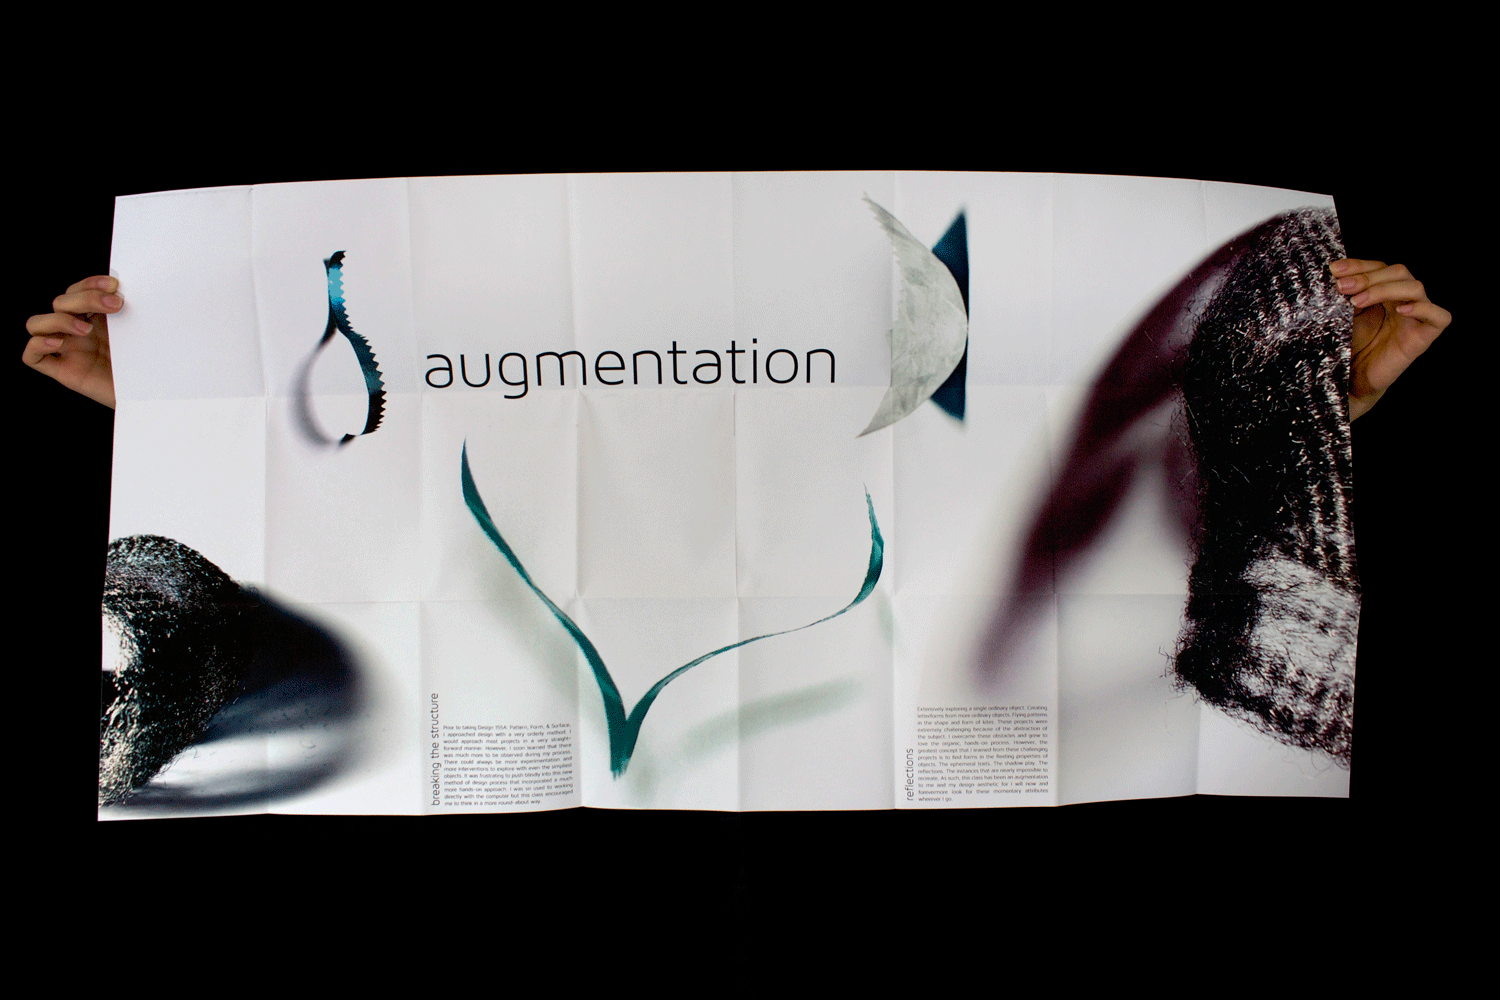 augmentation
breaking the structure
Prior to taking Design 155A: Pattern, Form, & Surface,
I approached design with a very orderly method. I
would approach most projects in a very straight-
forward manner. However, I soon learned that there
was much more to be observed during my process.
There could always be more experimentation and
more interventions to explore with even the simpliest
objects. It was frustrating to push blindly into this new
method of design process that incorporated a much
more hands-on approach. I was so used to working
directly with the computer but this class encouraged
me to think in a more round-about way.
reflections
Extensively exploring a single ordinary object. Creating
letterforms from more ordinary objects. Flying patterns
in the shape and form of kites. These projects were
extremely challenging because of the abstraction of
the subject. I overcame these obstacles and grew to
love the organic, hands-on process. However, the
greatest concept that I learned from these challenging
projects is to find forms in the fleeting properties of
objects. The ephemeral traits. The shadow play. The
reflections. The instances that are nearly impossible to
recreate. As such, this class has been an augmentation
to me and my design aesthetic for I will now and
forevermore look for these momentary attributes
wherever I go.